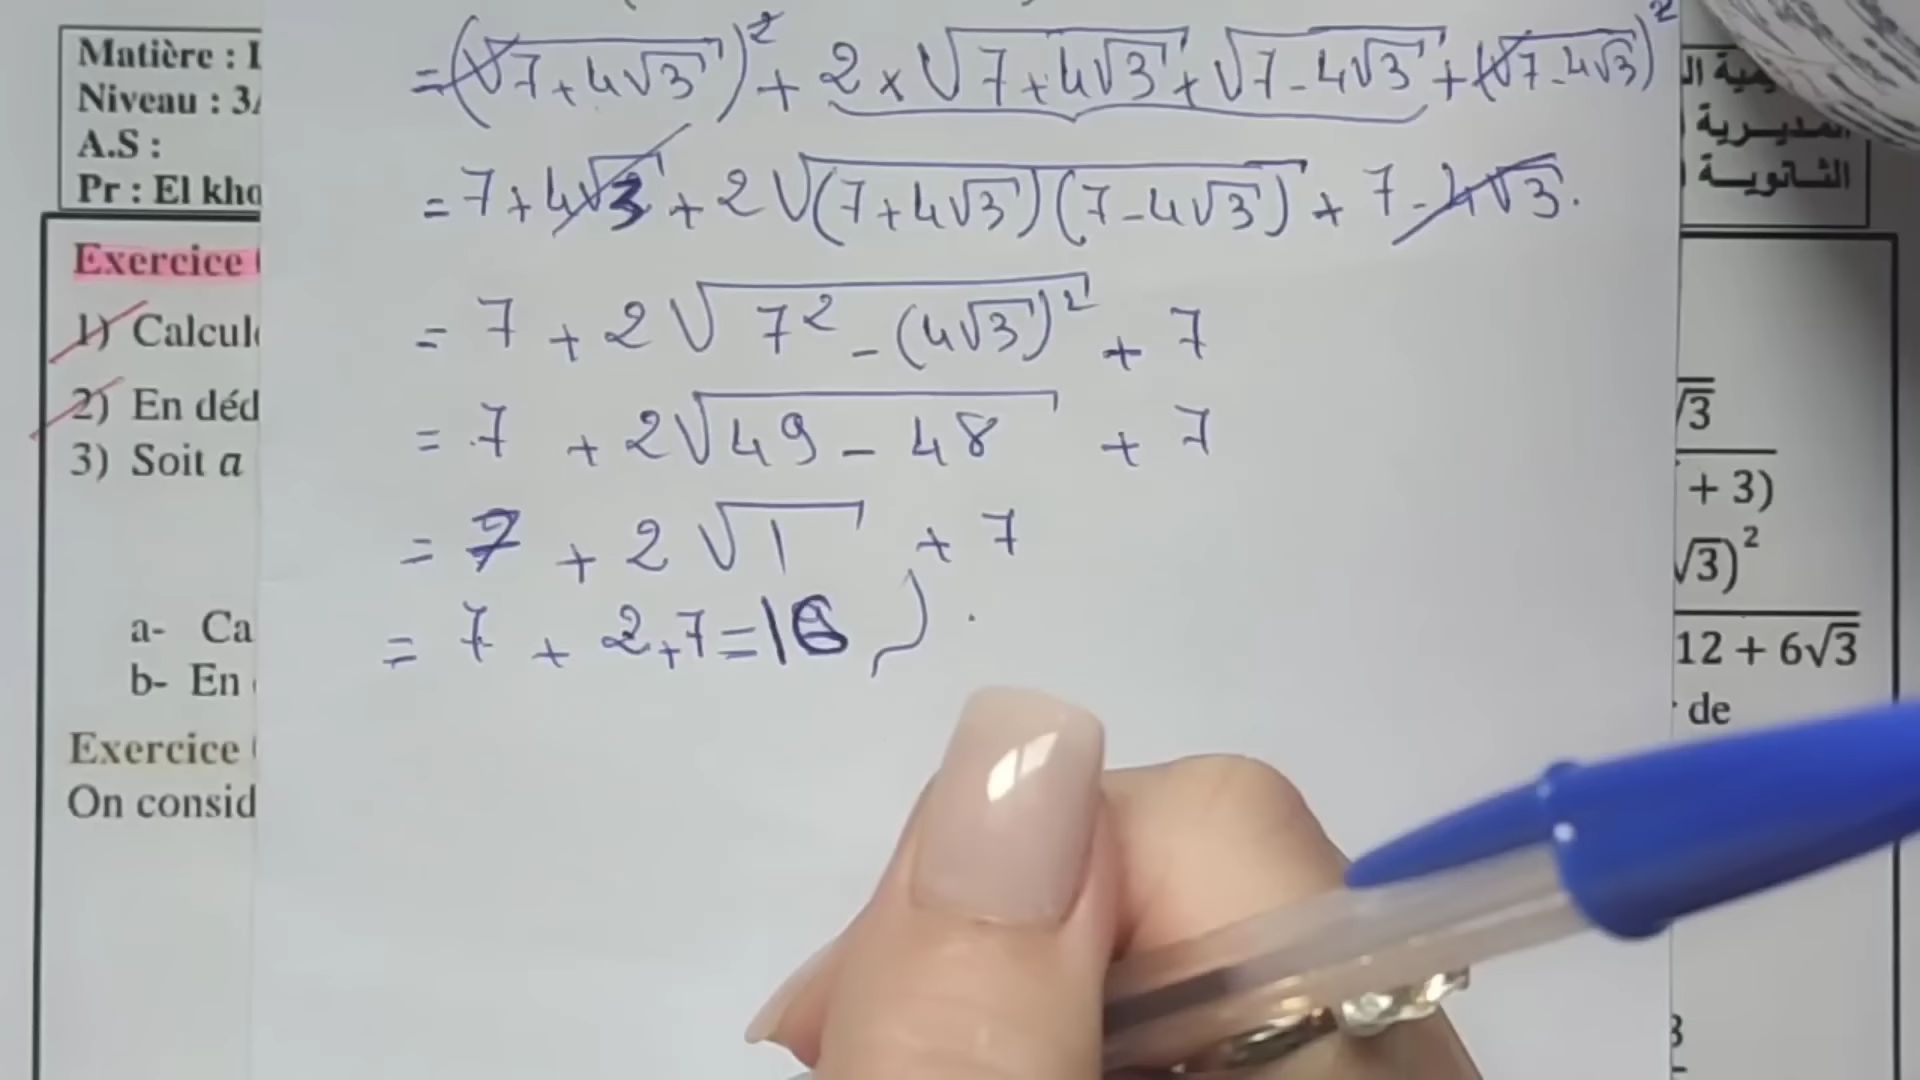 Matière : I
Niveau : 3
A.S :
Pr : El kho
المديرية
الثانوية
= (√(7+4√3))² + 2 × √(7+4√3) + √(7-4√3) + (√(7-4√3))²
= 7 + 4√3 + 2√((7+4√3)(7-4√3)) + 7 - 4√3.
= 7 + 2√(7² - (4√3)²) + 7
= 7 + 2√(49 - 48) + 7
= 7 + 2√1 + 7
= 7 + 2 + 7 = 16
Exercice
1) Calcul
2) En déd
3) Soit a
√3
+ 3)
√3)²
a- Ca
12 + 6√3
b- En
de
Exercice
On consid